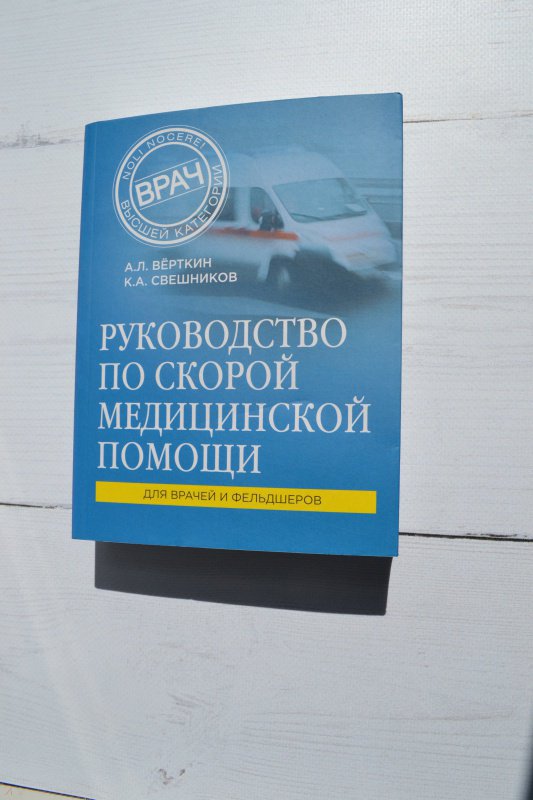 NOLI NOCERE!
ВРАЧ
ВЫСШЕЙ КАТЕГОРИИ
А.Л. ВЁРТКИН
К.А. СВЕШНИКОВ
РУКОВОДСТВО
ПО СКОРОЙ
МЕДИЦИНСКОЙ
ПОМОЩИ
ДЛЯ ВРАЧЕЙ И ФЕЛЬДШЕРОВ